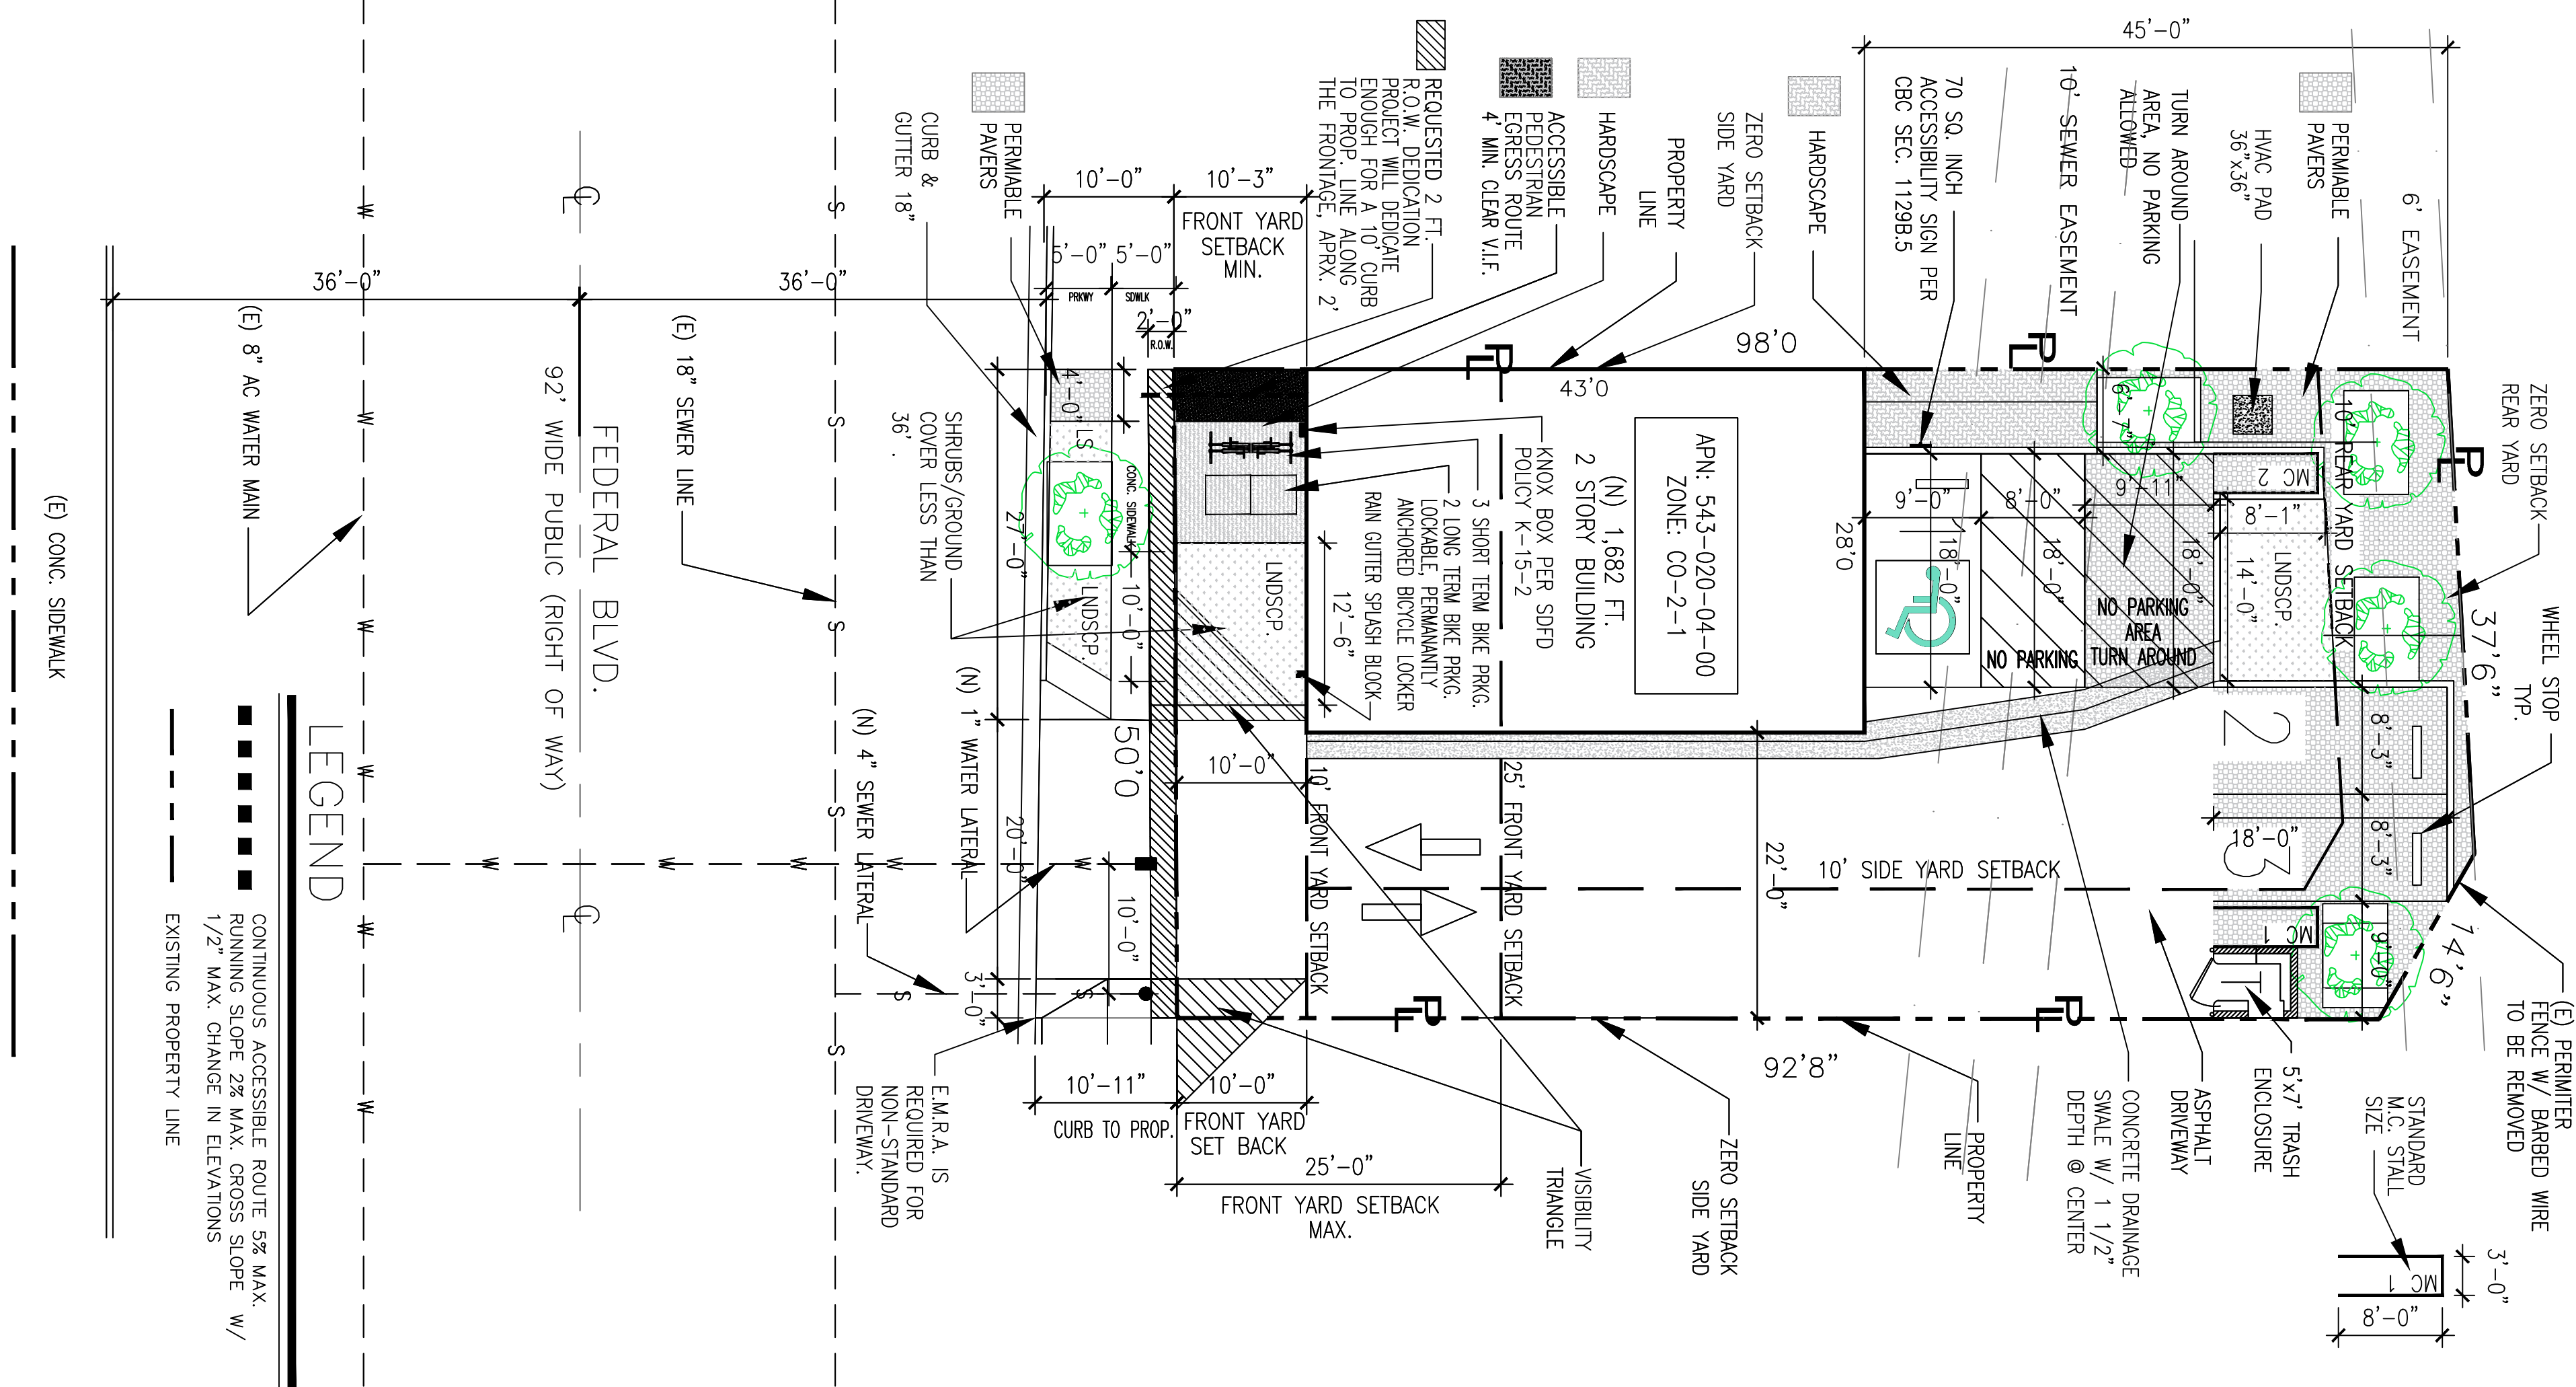 45'-0"
6' EASEMENT
PERMIABLE
PAVERS
HVAC PAD
36"x36"
TURN AROUND
AREA, NO PARKING
ALLOWED
10' SEWER EASEMENT
70 SQ. INCH
ACCESSIBILITY SIGN PER
CBC SEC. 1129B.5
HARDSCAPE
ZERO SETBACK
SIDE YARD
PROPERTY
LINE
HARDSCAPE
ACCESSIBLE
PEDESTRIAN
EGRESS ROUTE
4' MIN. CLEAR V.I.F.
REQUESTED 2 FT.
R.O.W. DEDICATION
PROJECT WILL DEDICATE
ENOUGH FOR A 10' CURB
TO PROP. LINE ALONG
THE FRONTAGE, APRX. 2'
PERMIABLE
PAVERS
CURB &
GUTTER 18"
10'-0"
10'-3"
FRONT YARD
SETBACK
MIN.
5'-0"
5'-0"
PRKWY
SDWLK
2'-0"
R.O.W.
36'-0"
36'-0"
98'0
43'0
PL
PL
PL
ZERO SETBACK
REAR YARD
WHEEL STOP
TYP.
37'6"
14'6"
(E) PERIMITER
FENCE W/ BARBED WIRE
TO BE REMOVED
APN: 543-020-04-00
ZONE: CO-2-1
(N) 1,682 FT.
2 STORY BUILDING
KNOX BOX PER SDFD
POLICY K-15-2
3 SHORT TERM BIKE PRKG.
2 LONG TERM BIKE PRKG.
LOCKABLE, PERMANANTLY
ANCHORED BICYCLE LOCKER
RAIN GUTTER SPLASH BLOCK
12'-6"
LNDSCP.
28'0
6'-7"
9'-0"
8'-0"
6'-11"
8'-1"
1
18'-0"
18'-0"
18'-0"
14'-0"
LNDSCP.
MC 2
10' REAR YARD SETBACK
NO PARKING
NO PARKING
AREA
TURN AROUND
2
3
8'-3"
8'-3"
18'-0"
9'-0"
MC 1
22'-0"
10' SIDE YARD SETBACK
10' FRONT YARD SETBACK
25' FRONT YARD SETBACK
10'-0"
50'0
4'-0"
LS
CONC. SIDEWALK
27'-0"
10'-0"
LNDSCP.
SHRUBS/GROUND
COVER LESS THAN
36'.
20'-0"
10'-0"
3'-0"
(N) 1" WATER LATERAL
(N) 4" SEWER LATERAL
E.M.R.A. IS
REQUIRED FOR
NON-STANDARD
DRIVEWAY.
10'-11"
CURB TO PROP.
10'-0"
FRONT YARD
SET BACK
25'-0"
FRONT YARD SETBACK
MAX.
VISIBILITY
TRIANGLE
ZERO SETBACK
SIDE YARD
92'8"
PL
PL
PROPERTY
LINE
CONCRETE DRAINAGE
SWALE W/ 1 1/2"
DEPTH @ CENTER
ASPHALT
DRIVEWAY
5'x7' TRASH
ENCLOSURE
STANDARD
M.C. STALL
SIZE
MC 1
3'-0"
8'-0"
(E) 18" SEWER LINE
FEDERAL BLVD.
92' WIDE PUBLIC (RIGHT OF WAY)
CL
CL
(E) 8" AC WATER MAIN
(E) CONC. SIDEWALK
W
W
W
W
W
W
W
W
W
W
W
S
S
S
S
S
S
S
LEGEND
CONTINUOUS ACCESSIBLE ROUTE 5% MAX.
RUNNING SLOPE 2% MAX. CROSS SLOPE W/
1/2" MAX. CHANGE IN ELEVATIONS
EXISTING PROPERTY LINE